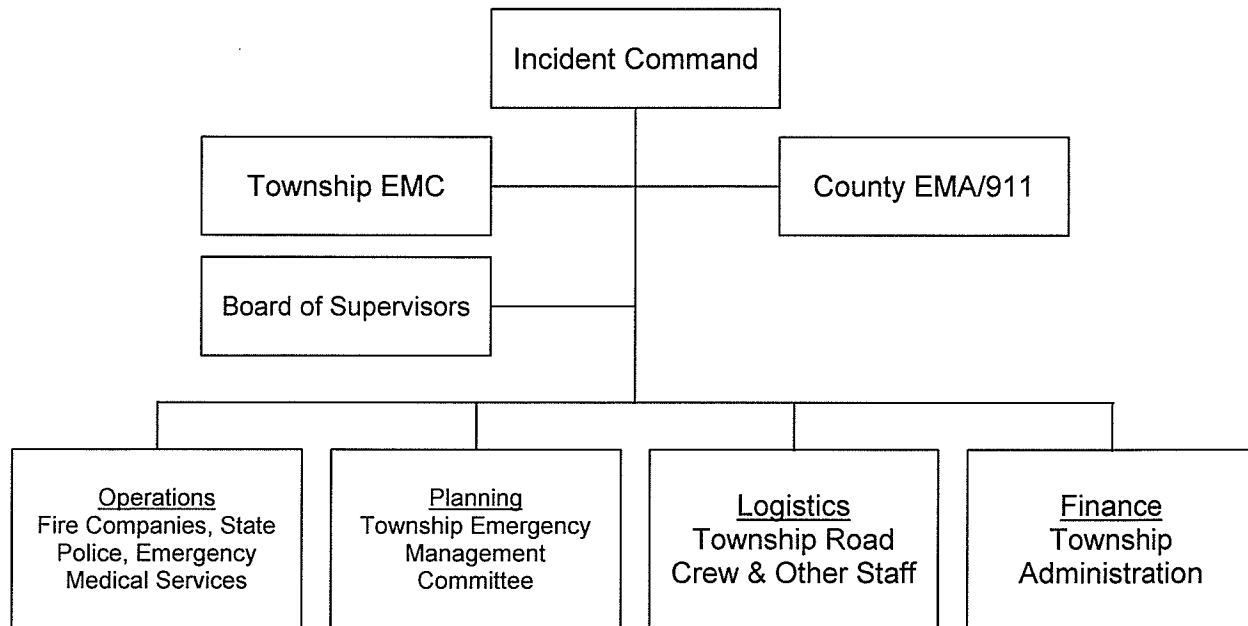 Incident Command
Township EMC
County EMA/911
Board of Supervisors
Operations
Fire Companies, State
Police, Emergency
Medical Services
Planning
Township Emergency
Management
Committee
Logistics
Township Road
Crew & Other Staff
Finance
Township
Administration